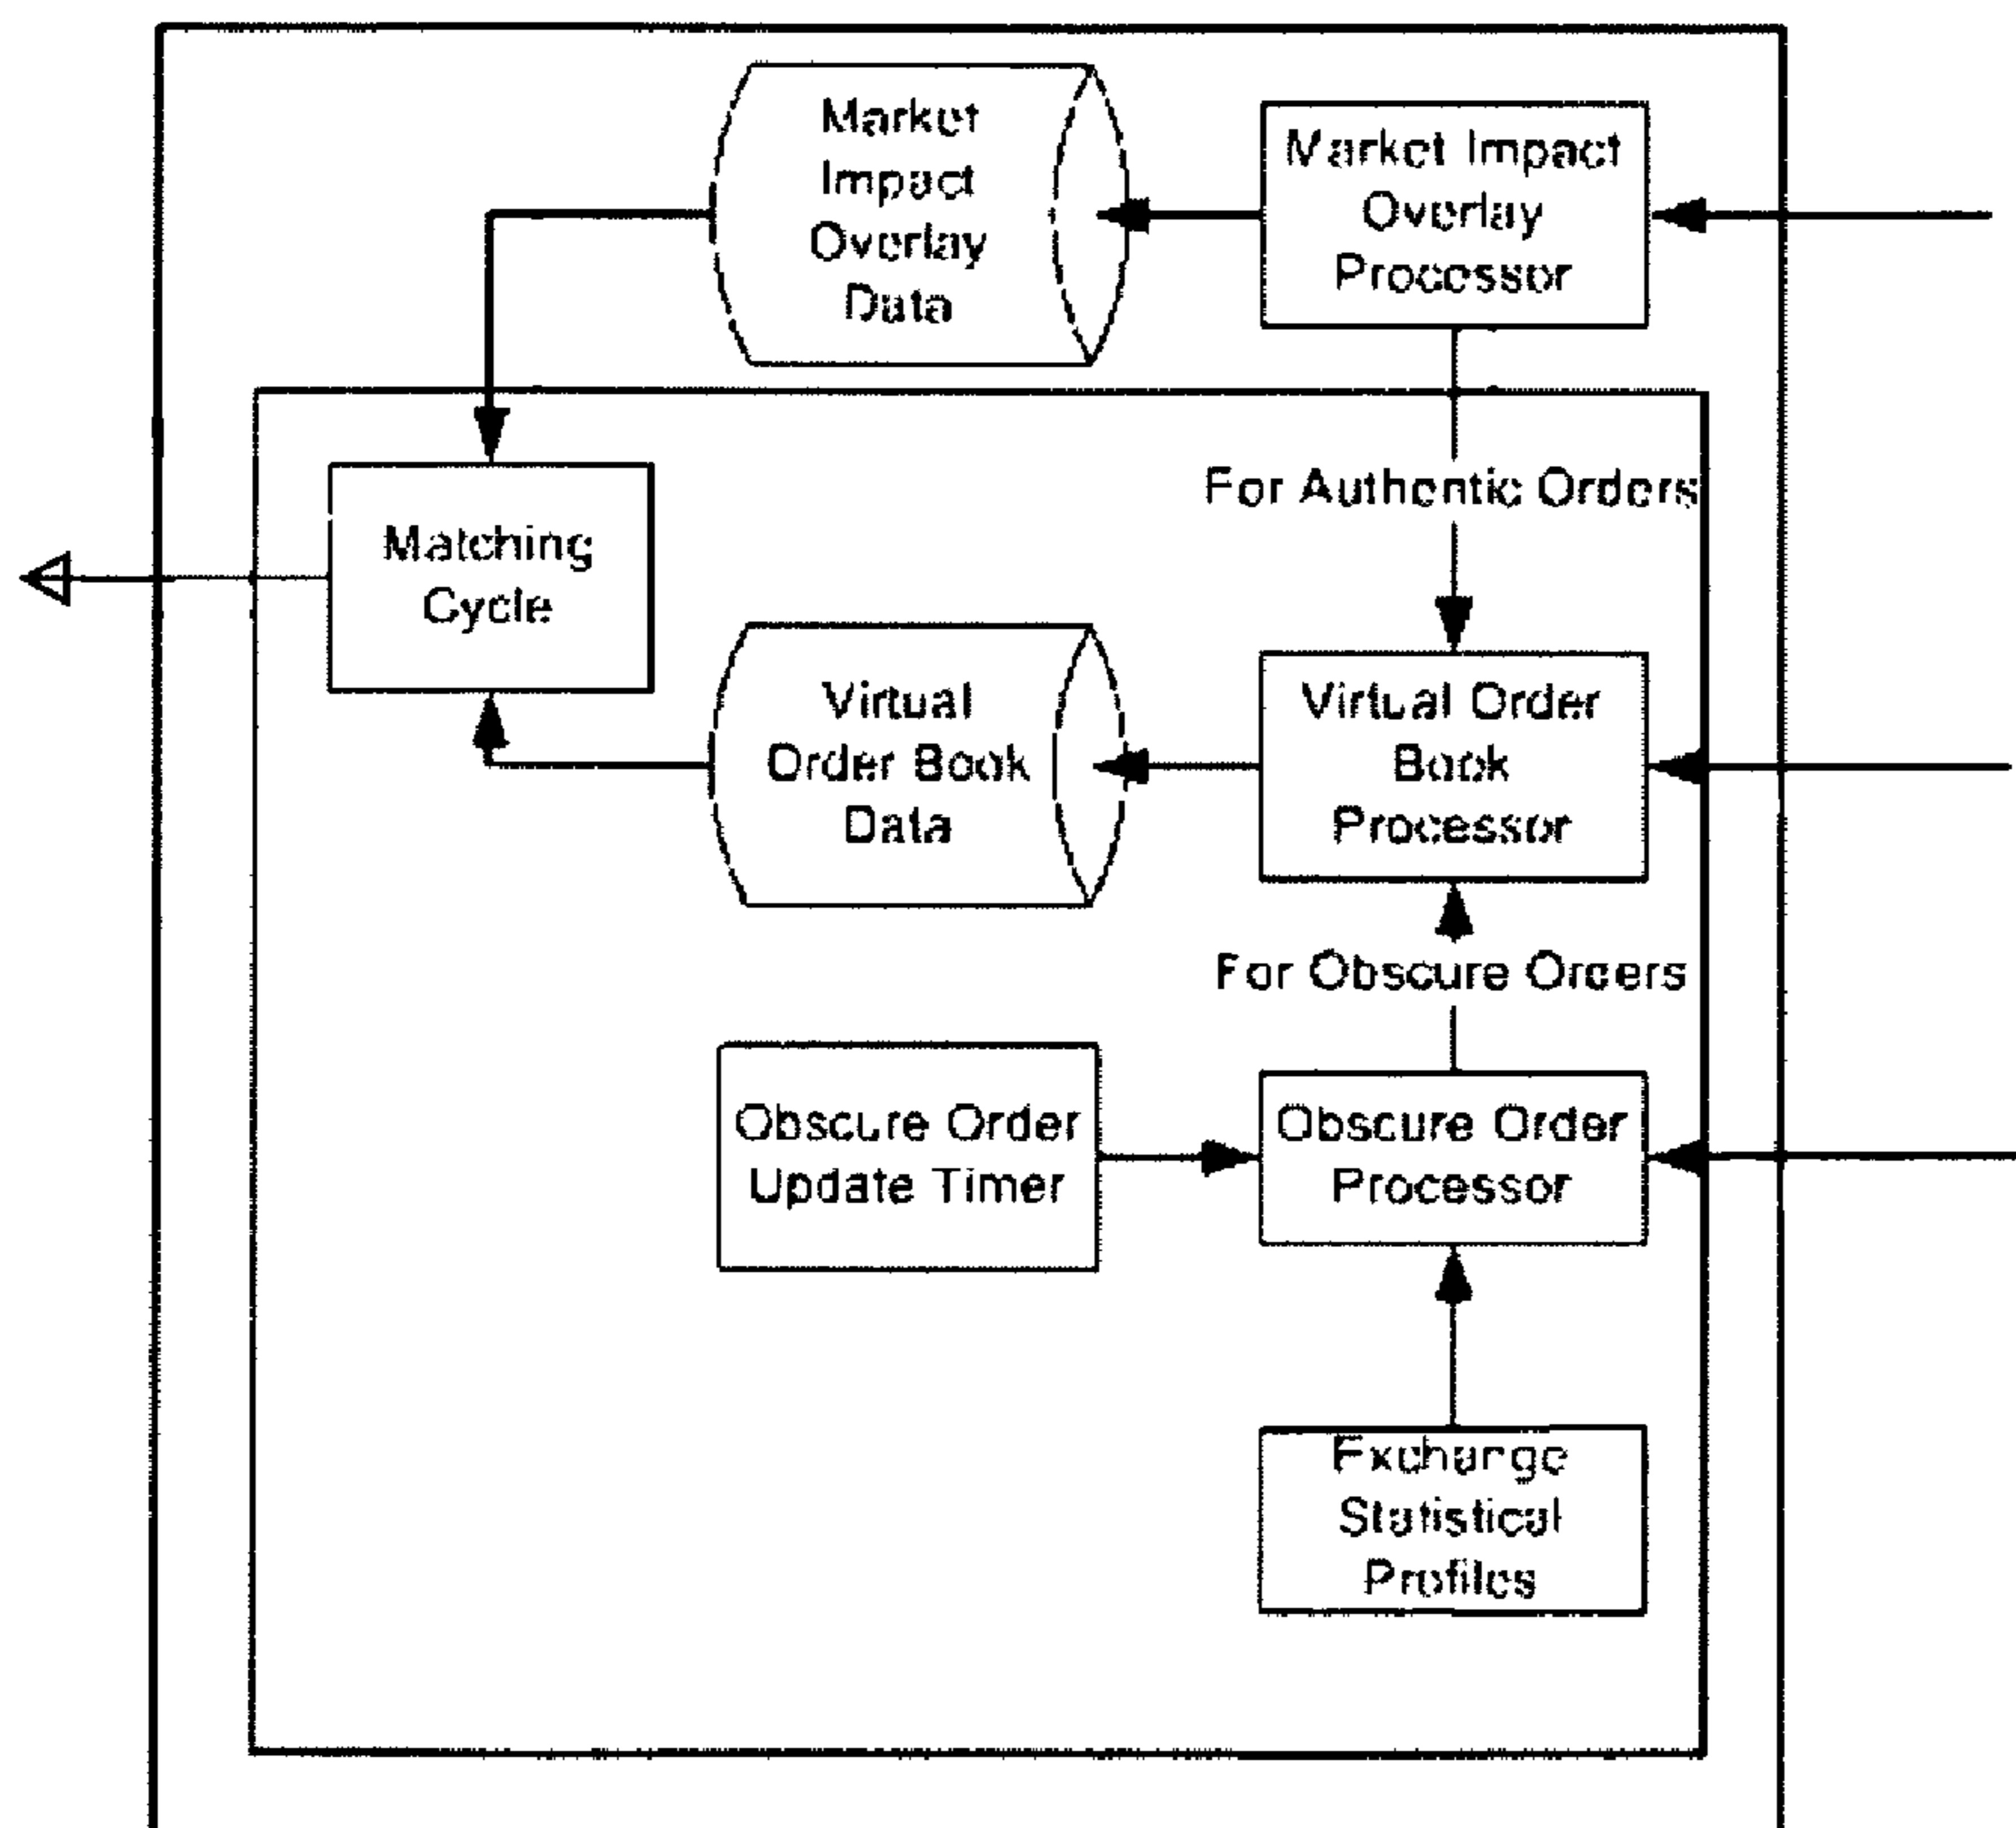 Market
Impact
Overlay
Data
Market Impact
Overlay
Processor
For Authentic Orders
Matching
Cycle
Virtual
Order Book
Data
Virtual Order
Book
Processor
For Obscure Orders
Obscure Order
Update Timer
Obscure Order
Processor
Exchange
Statistical
Profiles